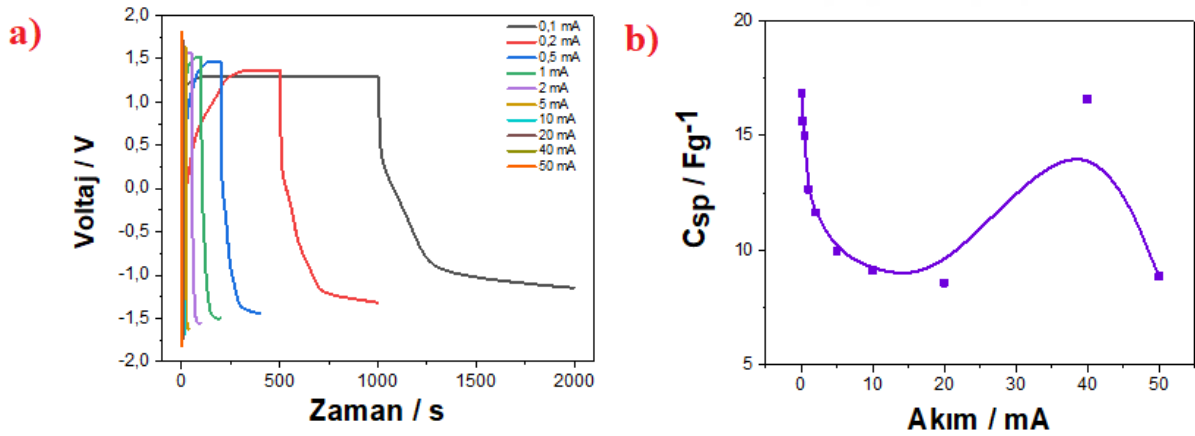 a)
Voltaj / V
2,0
1,5
1,0
0,5
0,0
-0,5
-1,0
-1,5
-2,0
0,1 mA
0,2 mA
0,5 mA
1 mA
2 mA
5 mA
10 mA
20 mA
40 mA
50 mA
0
500
1000
1500
2000
Zaman / s
b)
Csp / Fg-1
20
15
10
5
0
10
20
30
40
50
Akım / mA